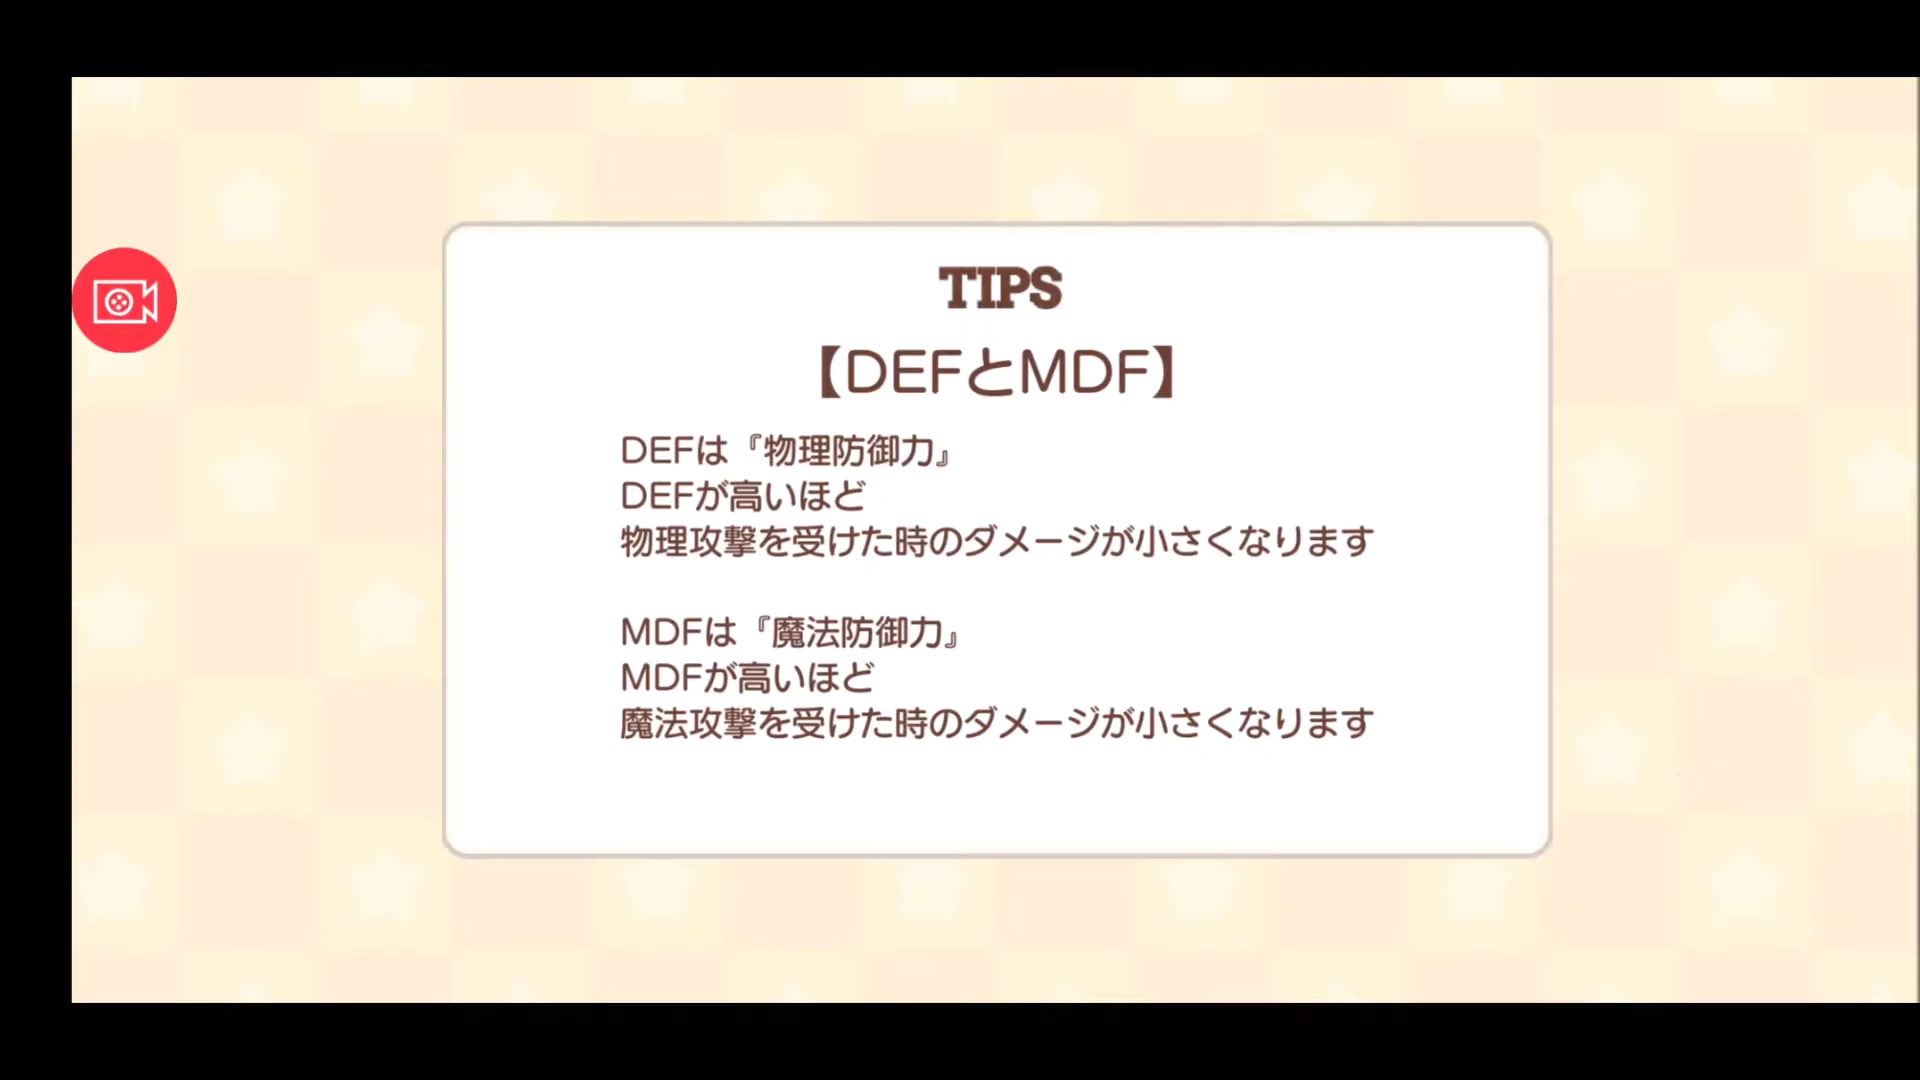 TIPS
【DEFとMDF】
DEFは『物理防御力』
DEFが高いほど
物理攻撃を受けた時のダメージが小さくなります
MDFは『魔法防御力』
MDFが高いほど
魔法攻撃を受けた時のダメージが小さくなります